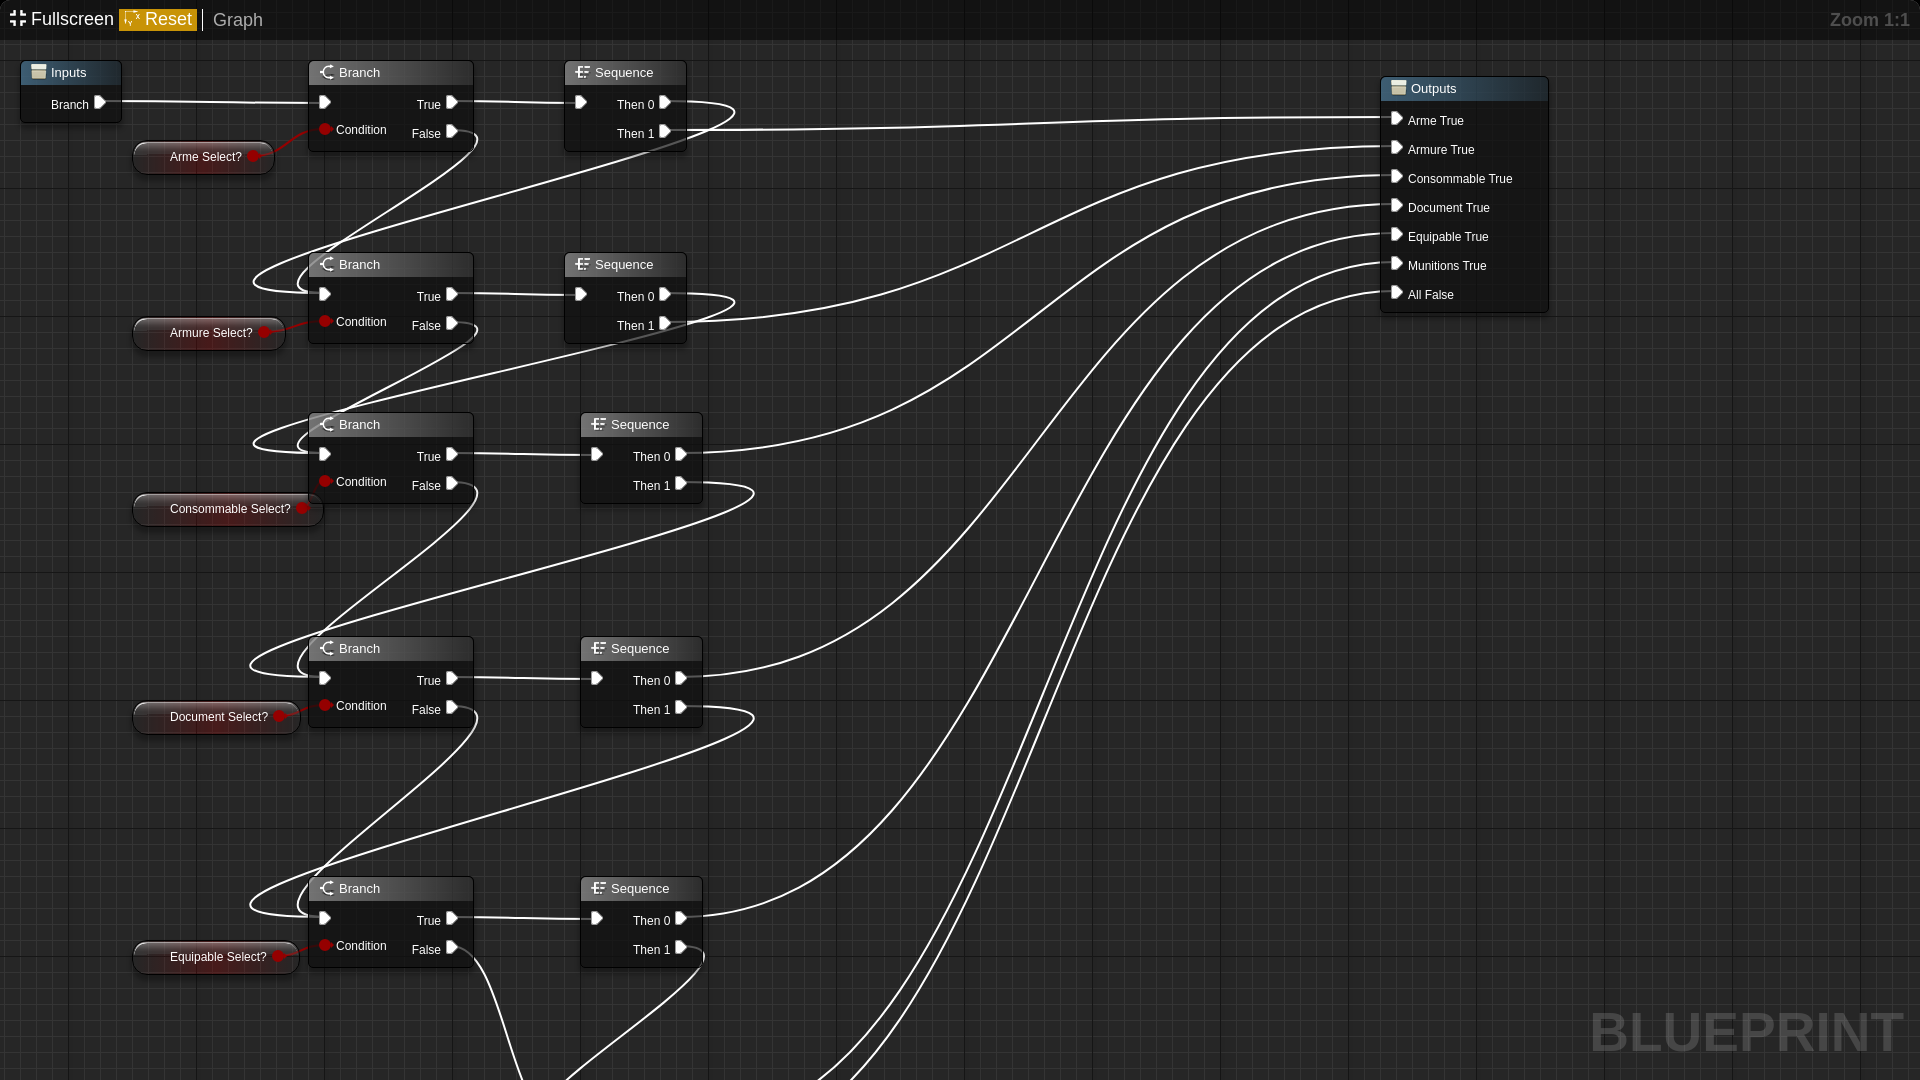 Fullscreen Reset Graph Zoom 1:1
Inputs
Branch
Branch
True
Condition
False
Sequence
Then 0
Then 1
Arme Select?
Outputs
Arme True
Armure True
Consommable True
Document True
Equipable True
Munitions True
All False
Branch
True
Condition
False
Sequence
Then 0
Then 1
Armure Select?
Branch
True
Condition
False
Sequence
Then 0
Then 1
Consommable Select?
Branch
True
Condition
False
Sequence
Then 0
Then 1
Document Select?
Branch
True
Condition
False
Sequence
Then 0
Then 1
Equipable Select?
BLUEPRINT